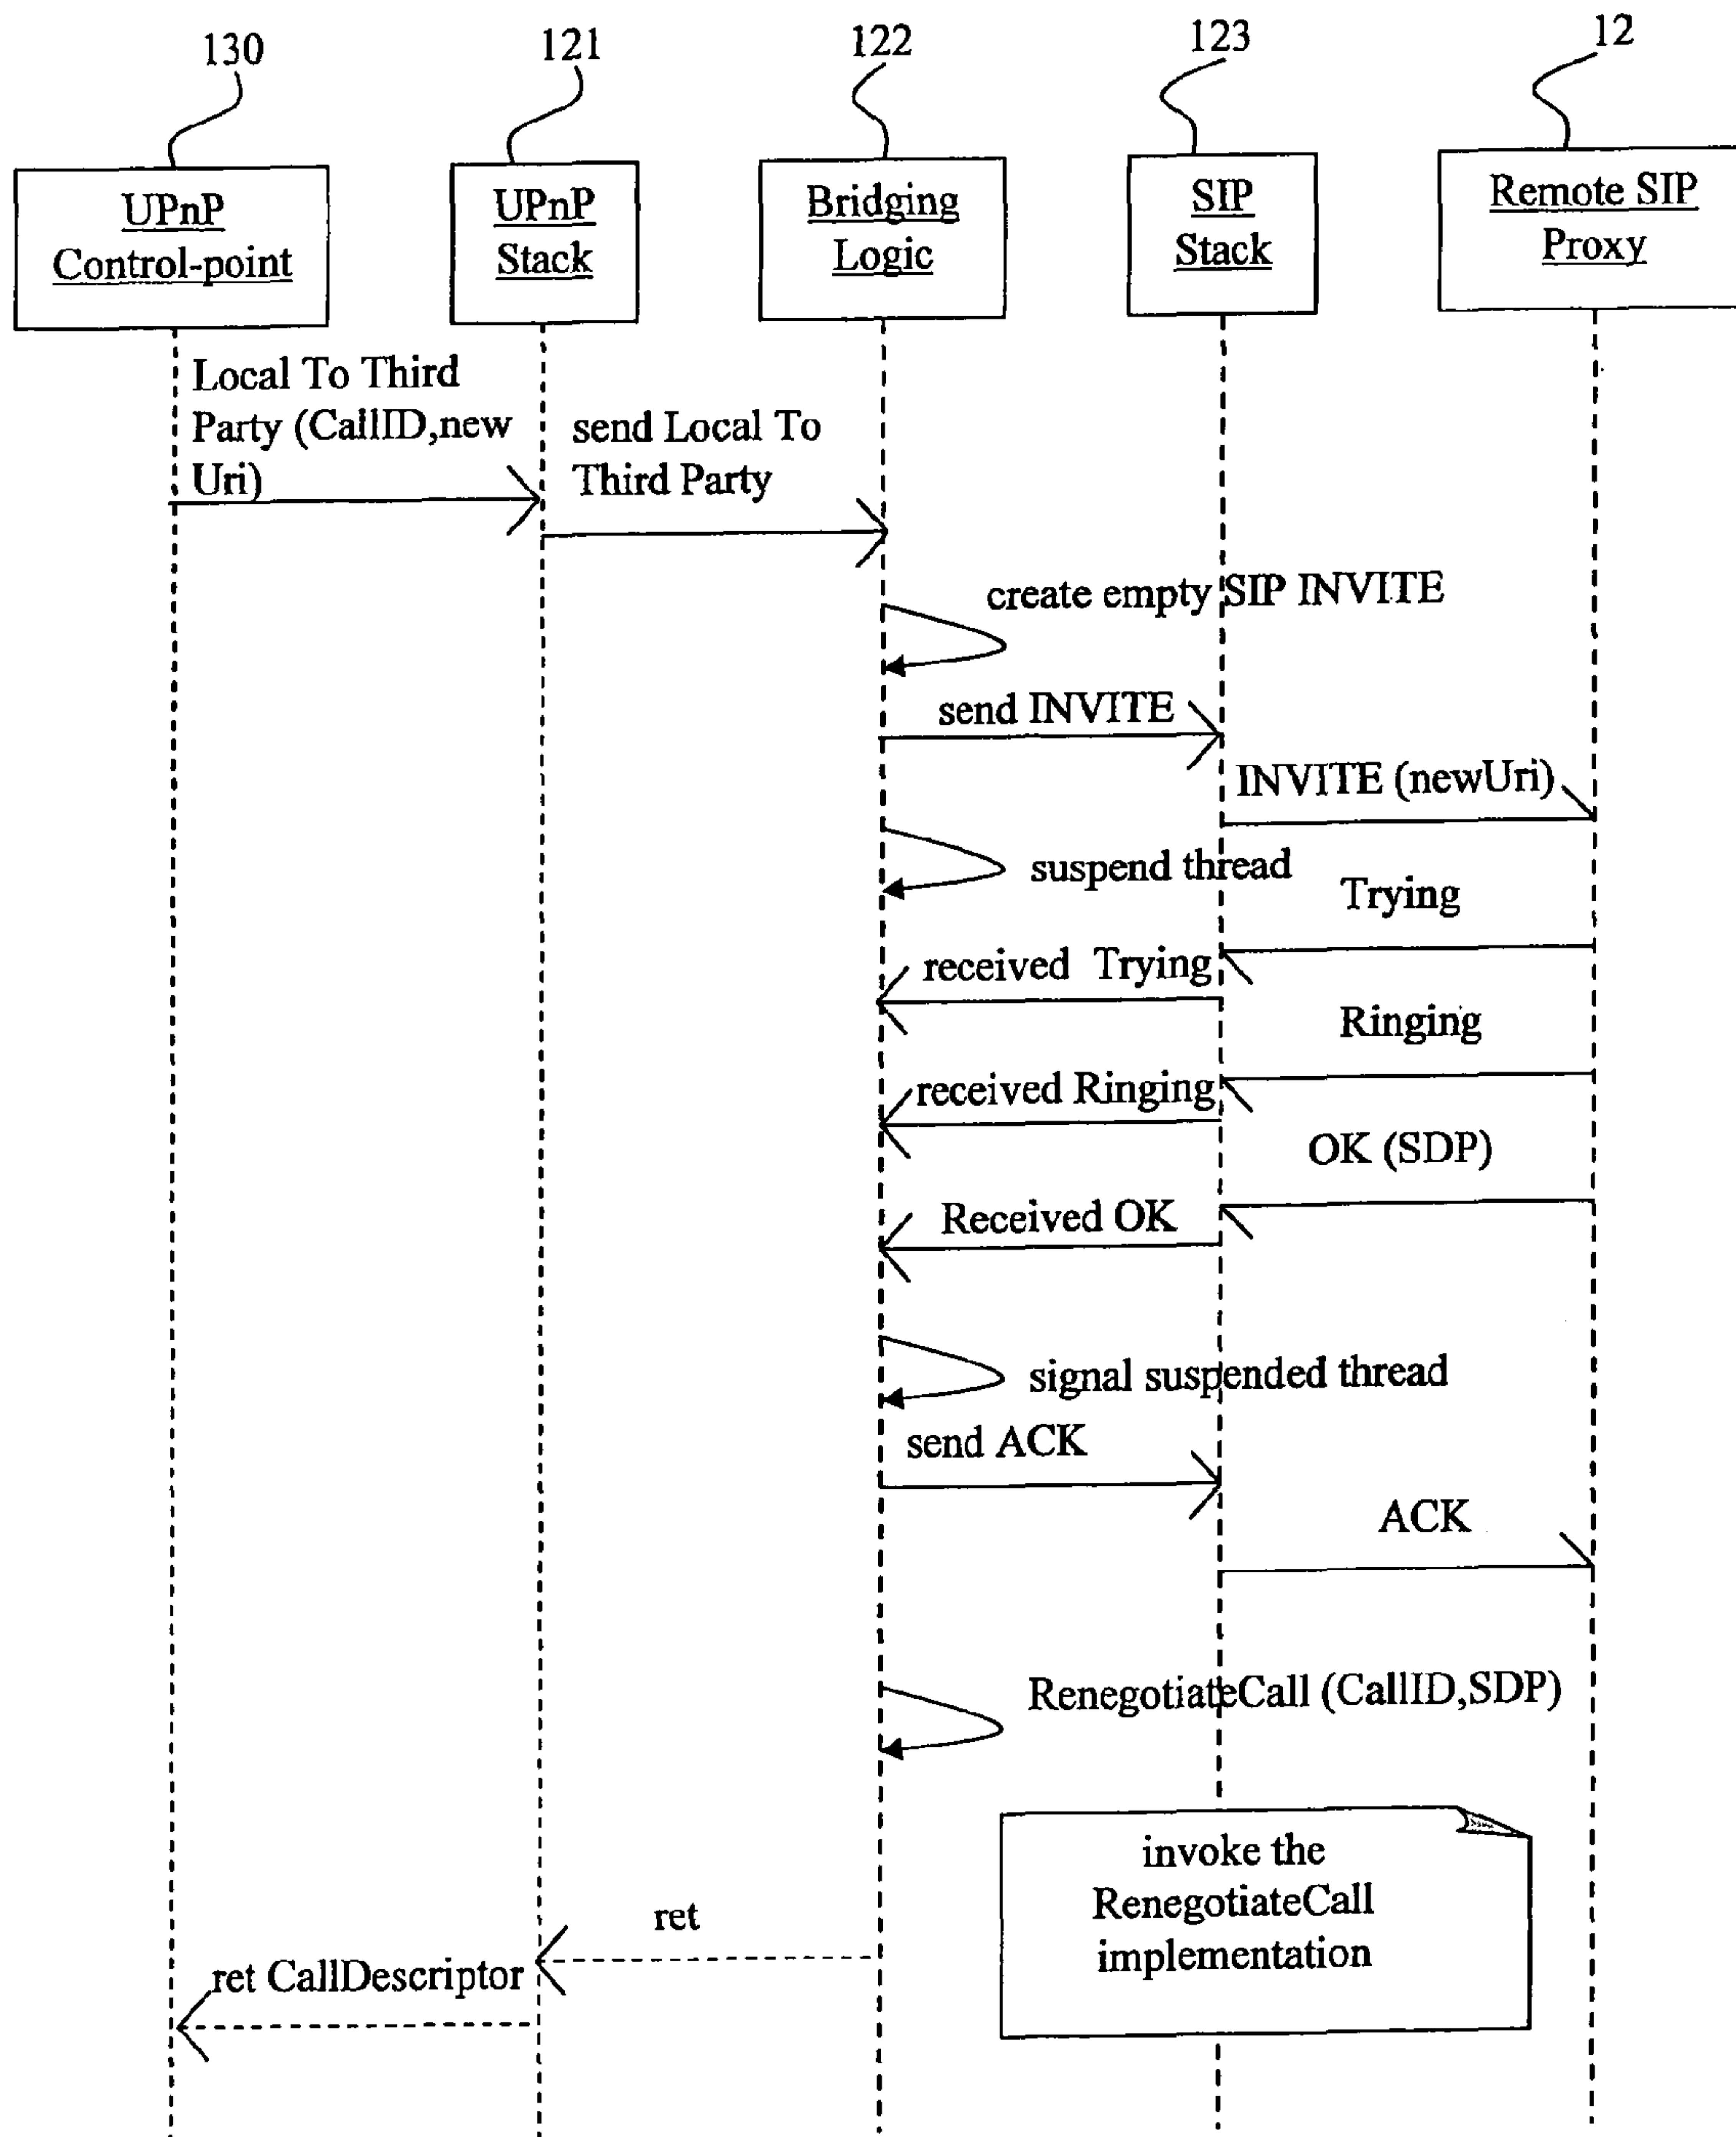 130
121
122
123
12
UPnP
Control-point
UPnP
Stack
Bridging
Logic
SIP
Stack
Remote SIP
Proxy
Local To Third
Party (CallID,new
Uri)
send Local To
Third Party
create empty SIP INVITE
send INVITE
INVITE (newUri)
suspend thread
Trying
received Trying
Ringing
received Ringing
OK (SDP)
Received OK
signal suspended thread
send ACK
ACK
RenegotiateCall (CallID,SDP)
invoke the
RenegotiateCall
implementation
ret
ret CallDescriptor